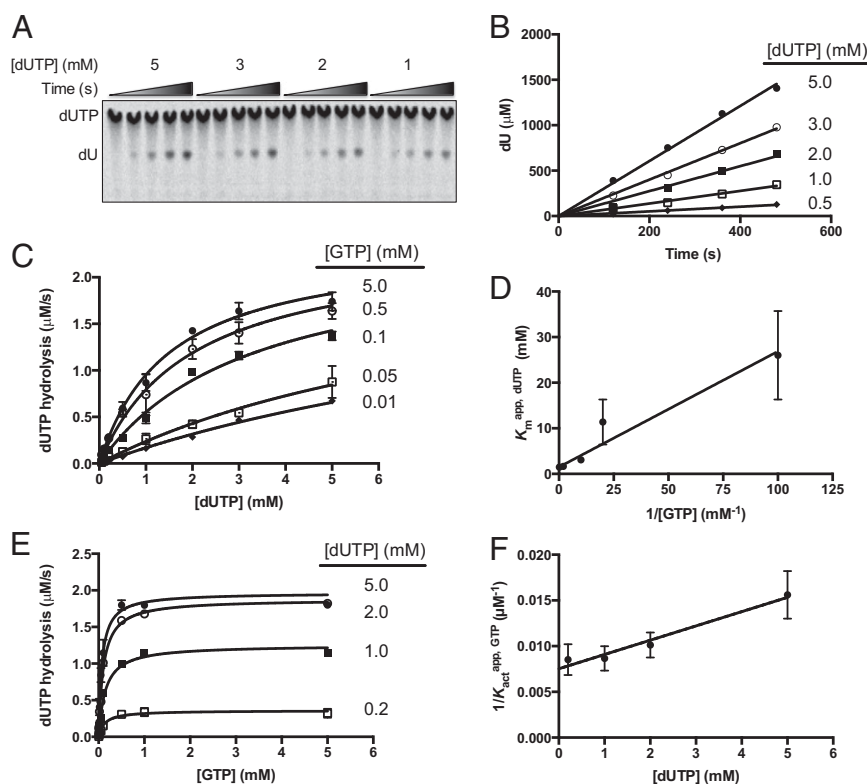 A
[dUTP] (mM) 5 3 2 1
Time (s)
dUTP
dU
B
[dUTP] (mM)
5.0
3.0
2.0
1.0
0.5
dU (μM)
2000
1500
1000
500
0
0 200 400 600
Time (s)
C
[GTP] (mM)
5.0
0.5
0.1
0.05
0.01
dUTP hydrolysis (μM/s)
2.0
1.5
1.0
0.5
0.0
0 1 2 3 4 5 6
[dUTP] (mM)
D
Km app, dUTP (mM)
40
30
20
10
0
0 25 50 75 100 125
1/[GTP] (mM-1)
E
[dUTP] (mM)
5.0
2.0
1.0
0.2
dUTP hydrolysis (μM/s)
2.5
2.0
1.5
1.0
0.5
0.0
0 1 2 3 4 5 6
[GTP] (mM)
F
1/Kact app, GTP (μM-1)
0.020
0.015
0.010
0.005
0.000
0 1 2 3 4 5 6
[dUTP] (mM)